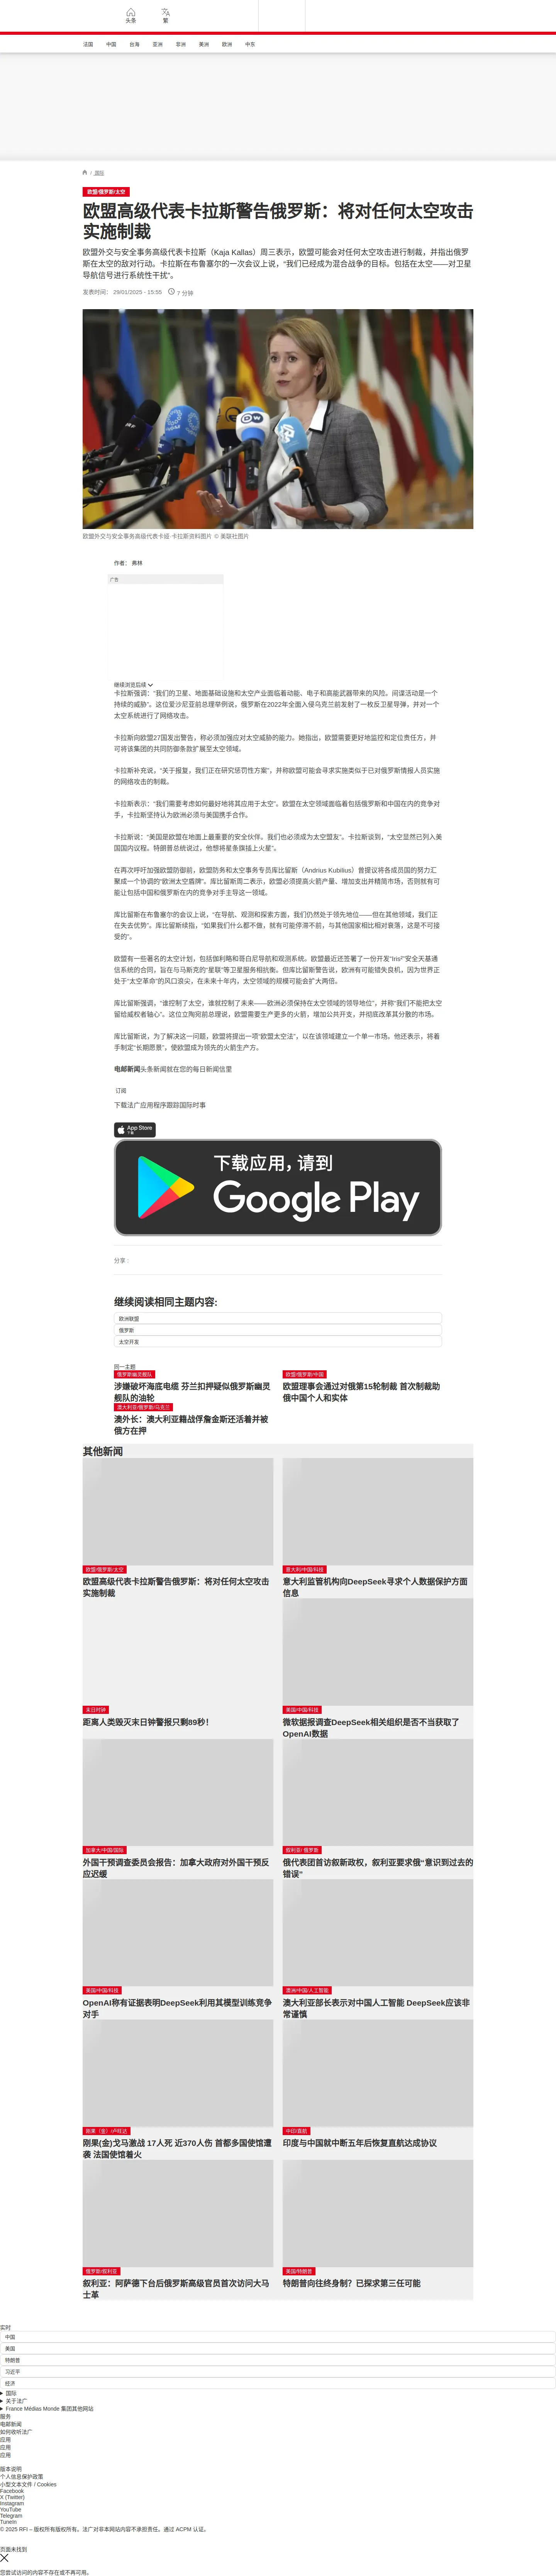 头条
繁
法国
中国
台海
亚洲
非洲
美洲
欧洲
中东
/ 国际
欧盟/俄罗斯/太空
欧盟高级代表卡拉斯警告俄罗斯：将对任何太空攻击
实施制裁
欧盟外交与安全事务高级代表卡拉斯（Kaja Kallas）周三表示，欧盟可能会对任何太空攻击进行制裁，并指出俄罗
斯在太空的敌对行动。卡拉斯在布鲁塞尔的一次会议上说，“我们已经成为混合战争的目标。包括在太空——对卫星
导航信号进行系统性干扰”。
发表时间： 29/01/2025 - 15:55 7 分钟
欧盟外交与安全事务高级代表卡娅·卡拉斯资料图片 © 美联社图片
作者： 弗林
广告
继续浏览后续
卡拉斯强调：“我们的卫星、地面基础设施和太空产业面临着动能、电子和高能武器带来的风险。间谍活动是一个
持续的威胁”。这位爱沙尼亚前总理举例说，俄罗斯在2022年全面入侵乌克兰前发射了一枚反卫星导弹，并对一个
太空系统进行了网络攻击。
卡拉斯向欧盟27国发出警告，称必须加强应对太空威胁的能力。她指出，欧盟需要更好地监控和定位责任方，并
可将该集团的共同防御条款扩展至太空领域。
卡拉斯补充说，“关于报复，我们正在研究惩罚性方案”，并称欧盟可能会寻求实施类似于已对俄罗斯情报人员实施
的网络攻击的制裁。
卡拉斯表示：“我们需要考虑如何最好地将其应用于太空”。欧盟在太空领域面临着包括俄罗斯和中国在内的竞争对
手，卡拉斯坚持认为欧洲必须与美国携手合作。
卡拉斯说：“美国是欧盟在地面上最重要的安全伙伴。我们也必须成为太空盟友”。卡拉斯谈到，“太空显然已列入美
国国内议程。特朗普总统说过，他想将星条旗插上火星”。
在再次呼吁加强欧盟防御前，欧盟防务和太空事务专员库比留斯（Andrius Kubilius）曾提议将各成员国的努力汇
聚成一个协调的“欧洲太空盾牌”。库比留斯周二表示，欧盟必须提高火箭产量、增加支出并精简市场，否则就有可
能让包括中国和俄罗斯在内的竞争对手主导这一领域。
库比留斯在布鲁塞尔的会议上说，“在导航、观测和探索方面，我们仍然处于领先地位——但在其他领域，我们正
在失去优势”。库比留斯续指，“如果我们什么都不做，就有可能停滞不前，与其他国家相比相对衰落，这是不可接
受的”。
欧盟有一些著名的太空计划，包括伽利略和哥白尼导航和观测系统。欧盟最近还签署了一份开发“Iris²”安全天基通
信系统的合同，旨在与马斯克的“星联”等卫星服务相抗衡。但库比留斯警告说，欧洲有可能错失良机，因为世界正
处于“太空革命”的风口浪尖，在未来十年内，太空领域的规模可能会扩大两倍。
库比留斯强调，“谁控制了太空，谁就控制了未来——欧洲必须保持在太空领域的领导地位”，并称“我们不能把太空
留给威权者轴心”。这位立陶宛前总理说，欧盟需要生产更多的火箭，增加公共开支，并彻底改革其分散的市场。
库比留斯说，为了解决这一问题，欧盟将提出一项“欧盟太空法”，以在该领域建立一个单一市场。他还表示，将着
手制定“长期愿景”，使欧盟成为领先的火箭生产方。
电邮新闻头条新闻就在您的每日新闻信里
订阅
下载法广应用程序跟踪国际时事
App Store
下载
下载应用，请到
Google Play
分享 :
继续阅读相同主题内容:
欧洲联盟
俄罗斯
太空开发
同一主题
俄罗斯幽灵舰队
涉嫌破坏海底电缆 芬兰扣押疑似俄罗斯幽灵
舰队的油轮
欧盟/俄罗斯/中国
欧盟理事会通过对俄第15轮制裁 首次制裁助
俄中国个人和实体
澳大利亚/俄罗斯/乌克兰
澳外长：澳大利亚籍战俘詹金斯还活着并被
俄方在押
其他新闻
欧盟/俄罗斯/太空
欧盟高级代表卡拉斯警告俄罗斯：将对任何太空攻击
实施制裁
意大利/中国/科技
意大利监管机构向DeepSeek寻求个人数据保护方面
信息
末日时钟
距离人类毁灭末日钟警报只剩89秒！
美国/中国/科技
微软据报调查DeepSeek相关组织是否不当获取了
OpenAI数据
加拿大/中国/国际
外国干预调查委员会报告：加拿大政府对外国干预反
应迟缓
叙利亚/ 俄罗斯
俄代表团首访叙新政权，叙利亚要求俄“意识到过去的
错误“
美国/中国/科技
OpenAI称有证据表明DeepSeek利用其模型训练竞争
对手
澳洲/中国/人工智能
澳大利亚部长表示对中国人工智能 DeepSeek应该非
常谨慎
刚果（金）/卢旺达
刚果(金)戈马激战 17人死 近370人伤 首都多国使馆遭
袭 法国使馆着火
中印/直航
印度与中国就中断五年后恢复直航达成协议
俄罗斯/叙利亚
叙利亚：阿萨德下台后俄罗斯高级官员首次访问大马
士革
美国/特朗普
特朗普向往终身制？已探求第三任可能
实时
中国
美国
特朗普
习近平
经济
国际
关于法广
France Médias Monde 集团其他网站
服务
电邮新闻
如何收听法广
应用
应用
应用
版本说明
个人信息保护政策
小型文本文件 / Cookies
Facebook
X (Twitter)
Instagram
YouTube
Telegram
TuneIn
© 2025 RFI – 版权所有版权所有。法广对非本网站内容不承担责任。通过 ACPM 认证。
页面未找到
您尝试访问的内容不存在或不再可用。